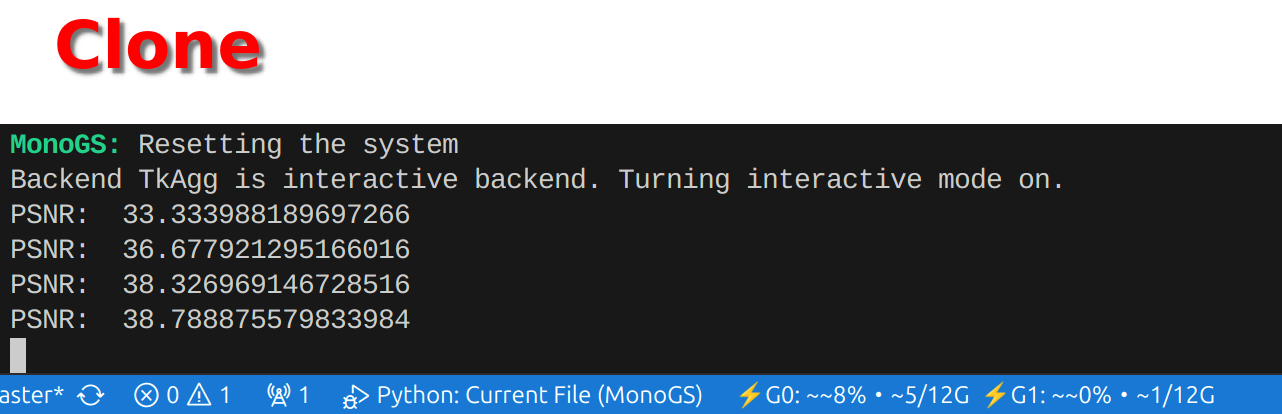 Clone
MonoGS: Resetting the system
Backend TkAgg is interactive backend. Turning interactive mode on.
PSNR:  33.333988189697266
PSNR:  36.677921295166016
PSNR:  38.326969146728516
PSNR:  38.788875579833984
aster* 0 1 1 Python: Current File (MonoGS) ⚡G0: ~~8% • ~5/12G ⚡G1: ~~0% • ~1/12G